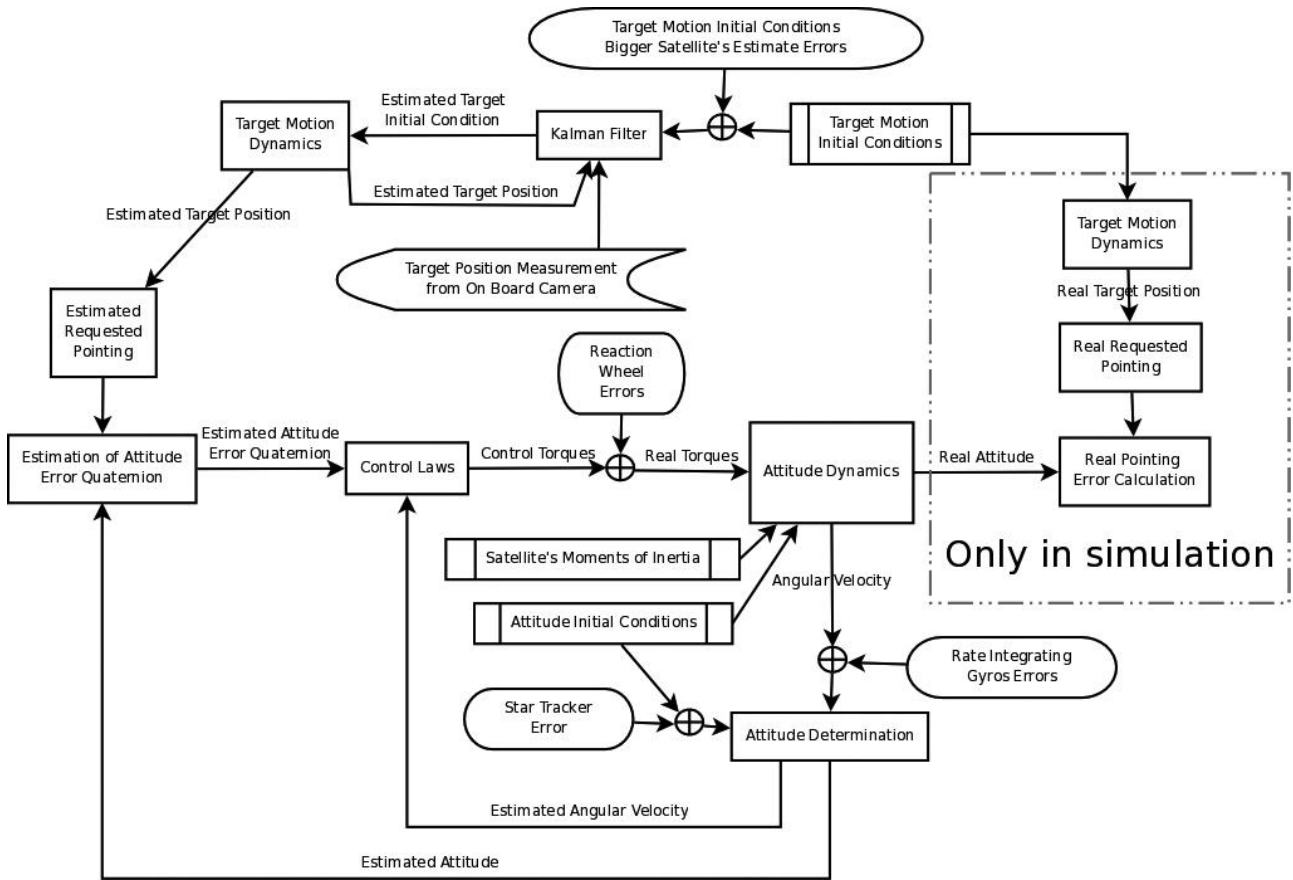 Target Motion Initial Conditions
Bigger Satellite's Estimate Errors
Estimated Target
Initial Condition
Target Motion
Dynamics
Kalman Filter
Target Motion
Initial Conditions
Estimated Target Position
Estimated Target Position
Target Motion
Dynamics
Target Position Measurement
from On Board Camera
Real Target Position
Estimated
Requested
Pointing
Reaction
Wheel
Errors
Real Requested
Pointing
Estimation of Attitude
Error Quaternion
Estimated Attitude
Error Quaternion
Control Laws
Control Torques
Real Torques
Attitude Dynamics
Real Attitude
Real Pointing
Error Calculation
Only in simulation
Satellite's Moments of Inertia
Angular Velocity
Attitude Initial Conditions
Rate Integrating
Gyros Errors
Star Tracker
Error
Attitude Determination
Estimated Angular Velocity
Estimated Attitude